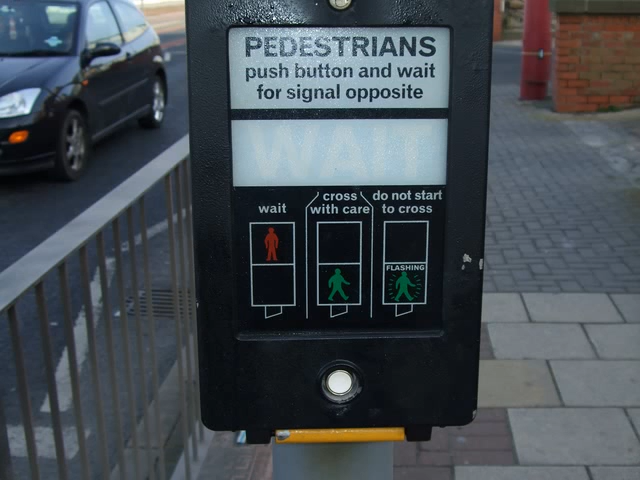 PEDESTRIANS
push button and wait
for signal opposite
WAIT
wait
cross
with care
do not start
to cross
FLASHING